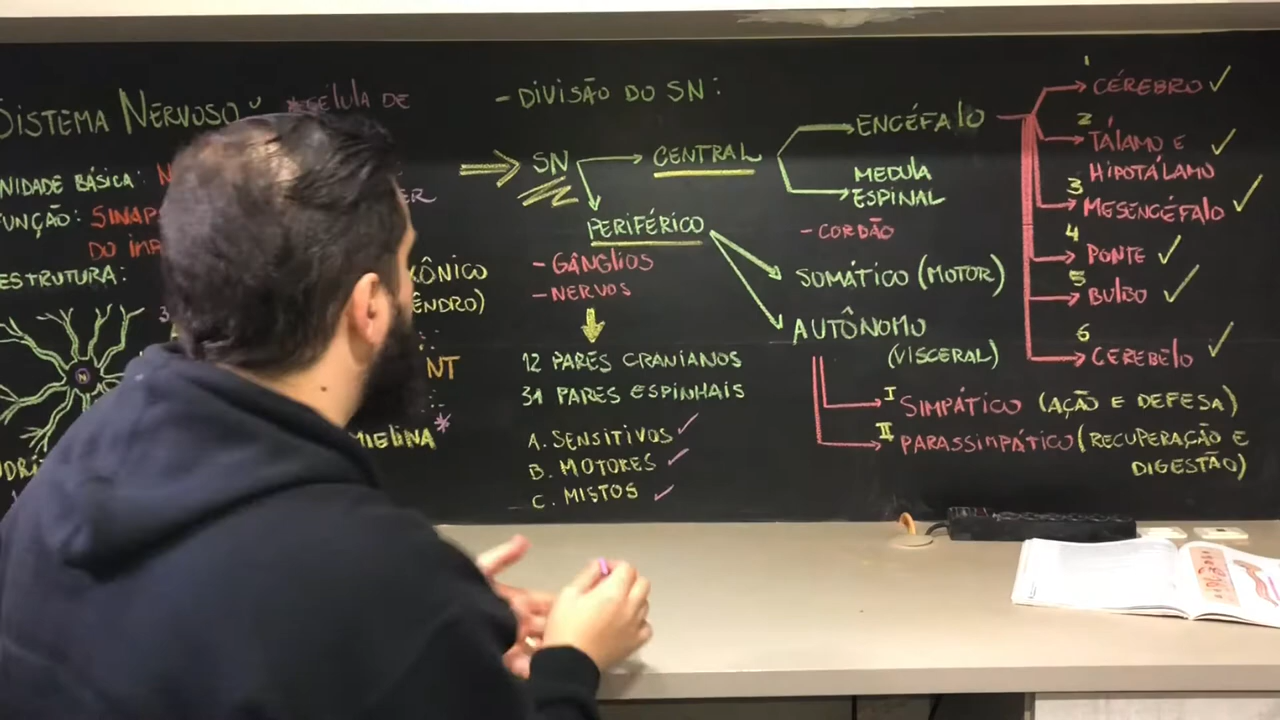 SISTEMA NERVOSO
*CÉLULA DE
UNIDADE BÁSICA:
FUNÇÃO:
ESTRUTURA:
N
NT
MIELINA*
- DIVISÃO DO SN:
SN
CENTRAL
PERIFÉRICO
- GÂNGLIOS
- NERVOS
12 PARES CRANIANOS
31 PARES ESPINHAIS
A. SENSITIVOS
B. MOTORES
C. MISTOS
ENCÉFALO
MEDULA
ESPINAL
- CORDÃO
SOMÁTICO (MOTOR)
AUTÔNOMO
(VISCERAL)
I SIMPÁTICO (AÇÃO E DEFESA)
II PARASSIMPÁTICO (RECUPERAÇÃO E
DIGESTÃO)
1
CÉREBRO
2
TÁLAMO E
HIPOTÁLAMO
3
MESENCÉFALO
4
PONTE
5
BULBO
6
CEREBELO